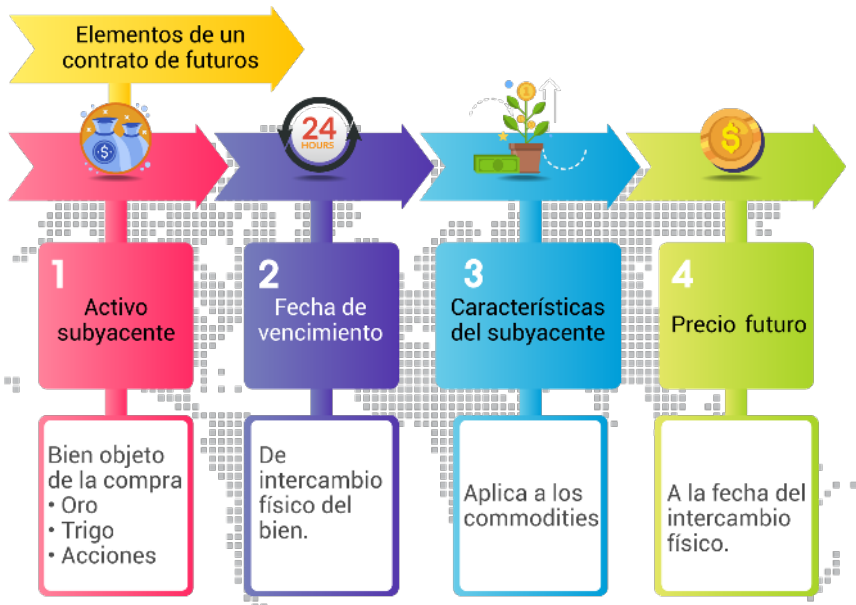 Elementos de un
contrato de futuros
$
24
HOURS
1
$
1
Activo
subyacente
2
Fecha de
vencimiento
3
Características
del subyacente
4
Precio futuro
Bien objeto
de la compra
• Oro
• Trigo
• Acciones
De
intercambio
físico del
bien.
Aplica a los
commodities
A la fecha del
intercambio
físico.